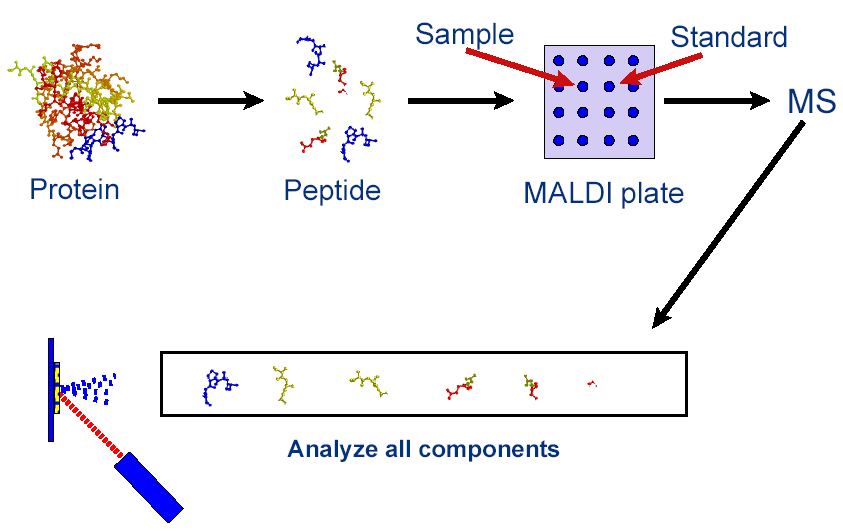 Sample
Standard
MS
Protein
Peptide
MALDI plate
Analyze all components